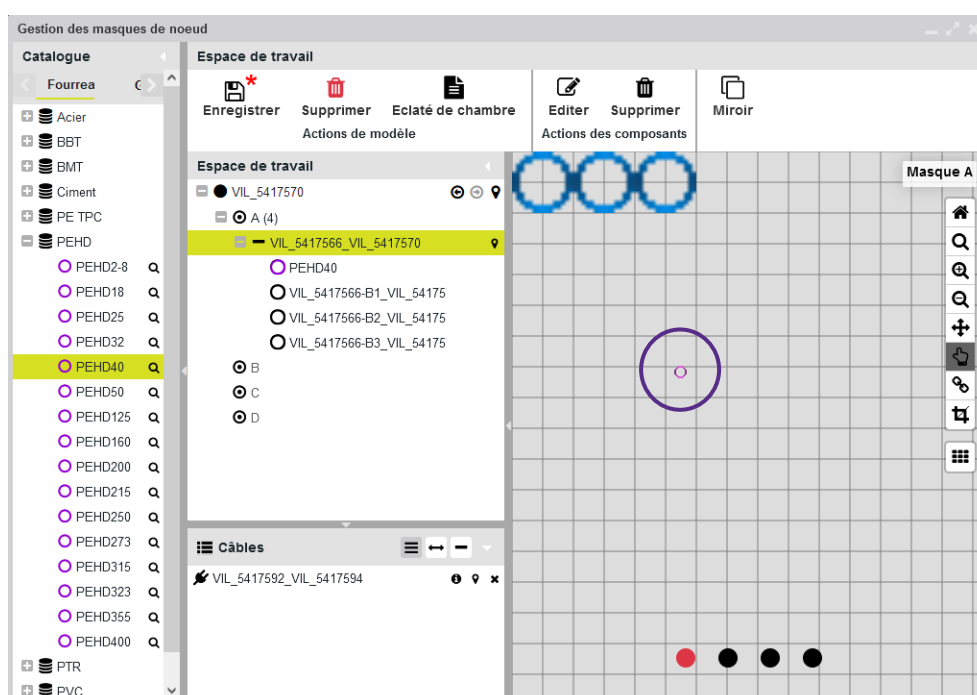 Gestion des masques de noeud
Catalogue
Fourrea
Acier
BBT
BMT
Ciment
PE TPC
PEHD
PEHD2-8
PEHD18
PEHD25
PEHD32
PEHD40
PEHD50
PEHD125
PEHD160
PEHD200
PEHD215
PEHD250
PEHD273
PEHD315
PEHD323
PEHD355
PEHD400
PTR
PVC
Espace de travail
Enregistrer Supprimer Eclaté de chambre
Actions de modèle
Editer Supprimer
Actions des composants
Miroir
Espace de travail
VIL_5417570
A (4)
VIL_5417566_VIL_5417570
PEHD40
VIL_5417566-B1_VIL_54175
VIL_5417566-B2_VIL_54175
VIL_5417566-B3_VIL_54175
B
C
D
Câbles
VIL_5417592_VIL_5417594
Masque A